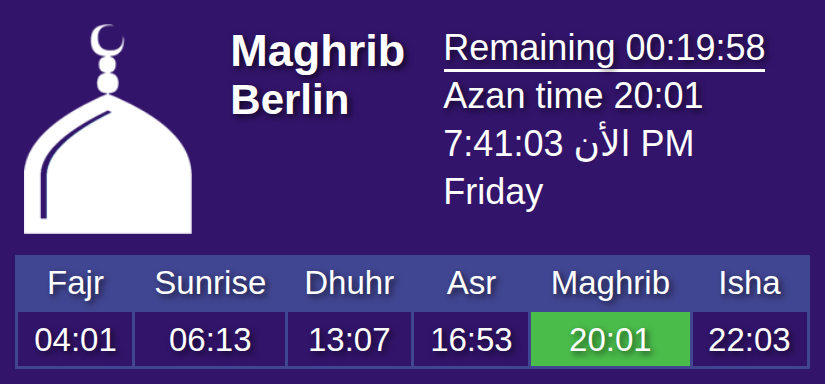 Maghrib
Berlin
Remaining 00:19:58
Azan time 20:01
7:41:03 الأن PM
Friday
Fajr Sunrise Dhuhr Asr Maghrib Isha
04:01 06:13 13:07 16:53 20:01 22:03